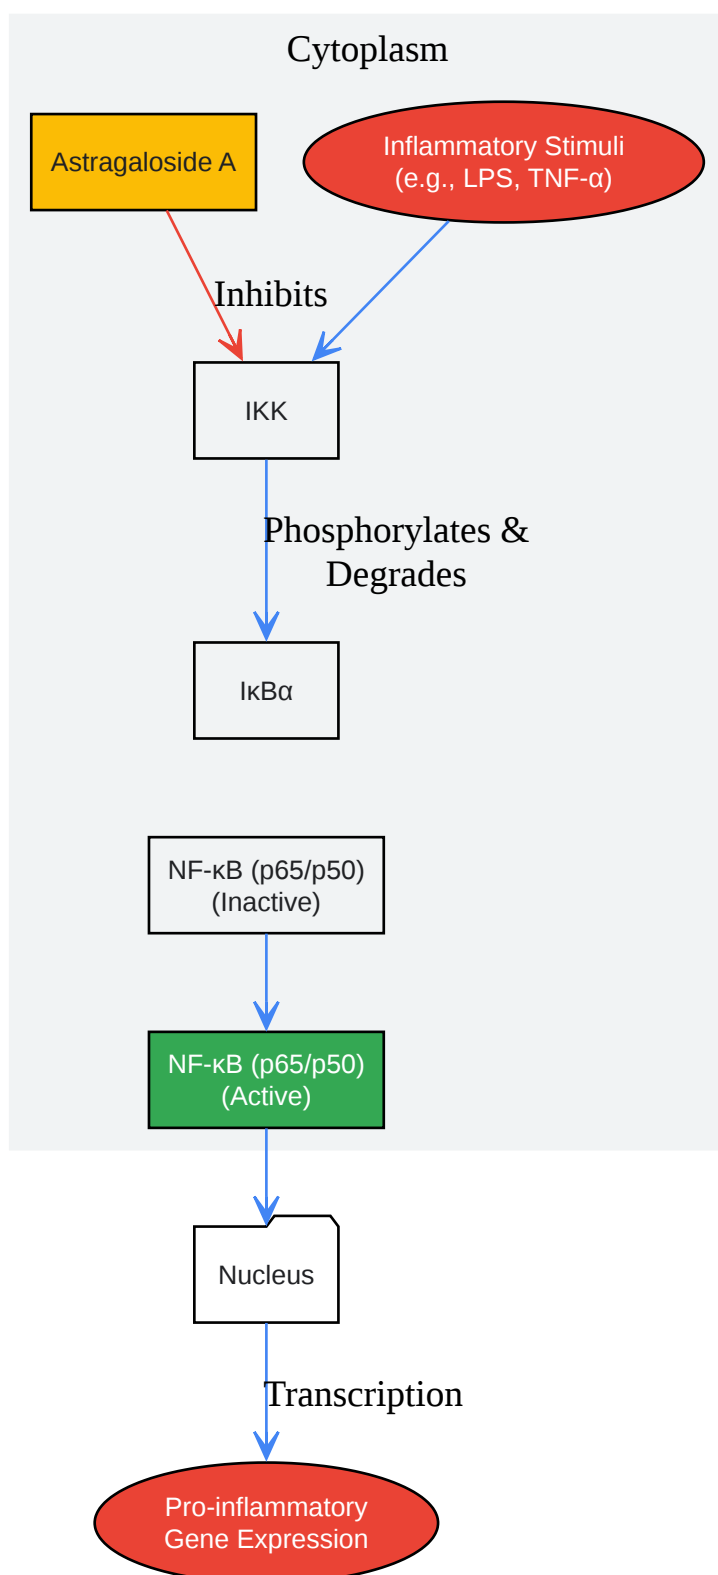 Cytoplasm
Astragaloside A
Inflammatory Stimuli
(e.g., LPS, TNF-α)
Inhibits
IKK
Phosphorylates &
Degrades
IκBα
NF-κB (p65/p50)
(Inactive)
NF-κB (p65/p50)
(Active)
Nucleus
Transcription
Pro-inflammatory
Gene Expression